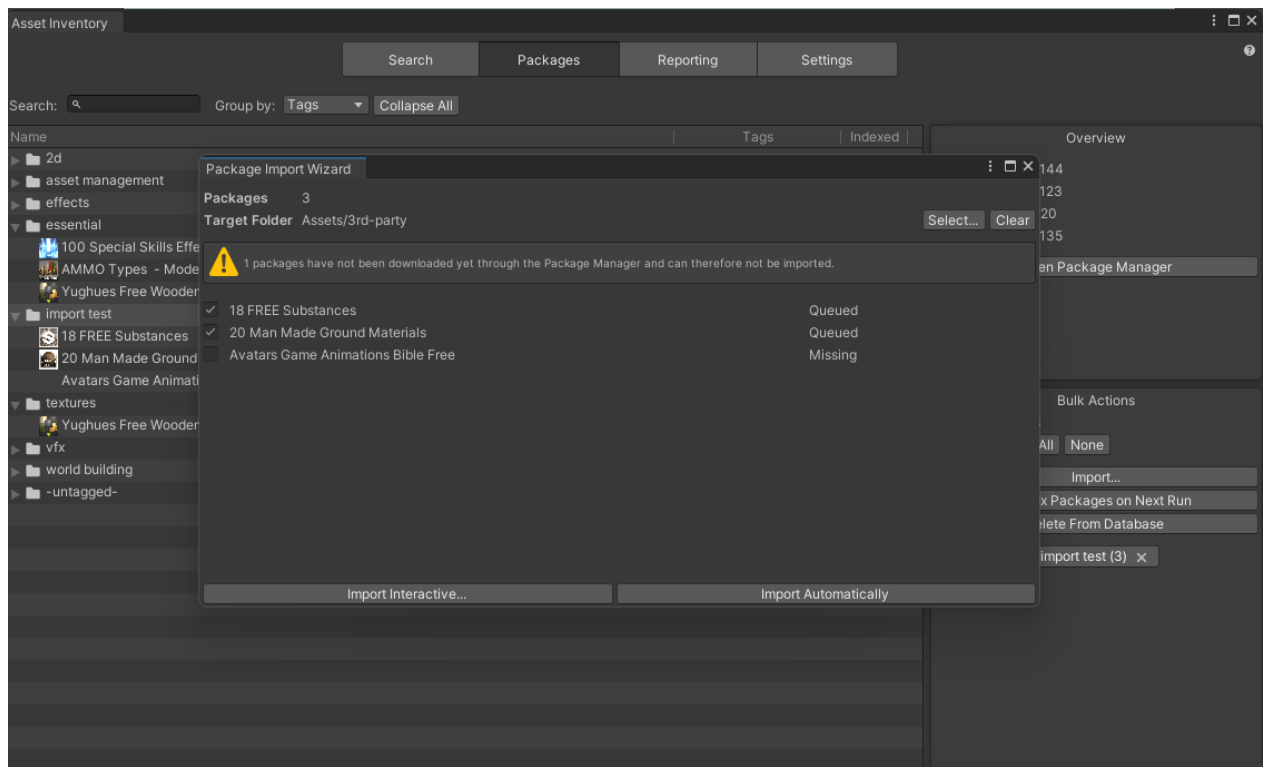 Asset Inventory
Search Packages Reporting Settings
Search: Group by: Tags Collapse All
Name Tags Indexed
2d
asset management
effects
essential
100 Special Skills Effe
AMMO Types - Mode
Yughues Free Wooder
import test
18 FREE Substances
20 Man Made Ground
Avatars Game Animati
textures
Yughues Free Wooder
vfx
world building
-untagged-
Package Import Wizard
Packages 3
Target Folder Assets/3rd-party Select... Clear
1 packages have not been downloaded yet through the Package Manager and can therefore not be imported.
18 FREE Substances Queued
20 Man Made Ground Materials Queued
Avatars Game Animations Bible Free Missing
Import Interactive... Import Automatically
Overview
144
123
20
135
en Package Manager
Bulk Actions
All None
Import...
x Packages on Next Run
elete From Database
import test (3)